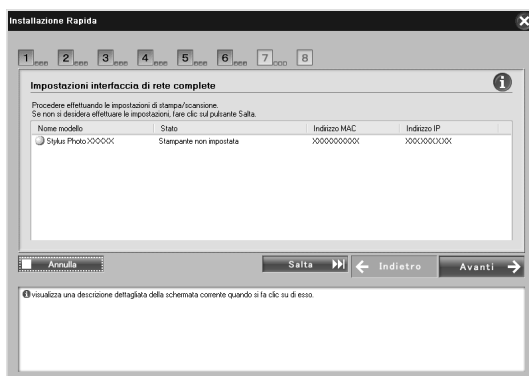 Installazione Rapida
1 2 3 4 5 6 7 8
Impostazioni interfaccia di rete complete
Procedere effettuando le impostazioni di stampa/scansione.
Se non si desidera effettuare le impostazioni, fare clic sul pulsante Salta.
Nome modello Stato Indirizzo MAC Indirizzo IP
Stylus Photo XXXXXX Stampante non impostata XXXXXXXXXX XXX.XXX.XX.X
Annulla Salta Indietro Avanti
i visualizza una descrizione dettagliata della schermata corrente quando si fa clic su di esso.